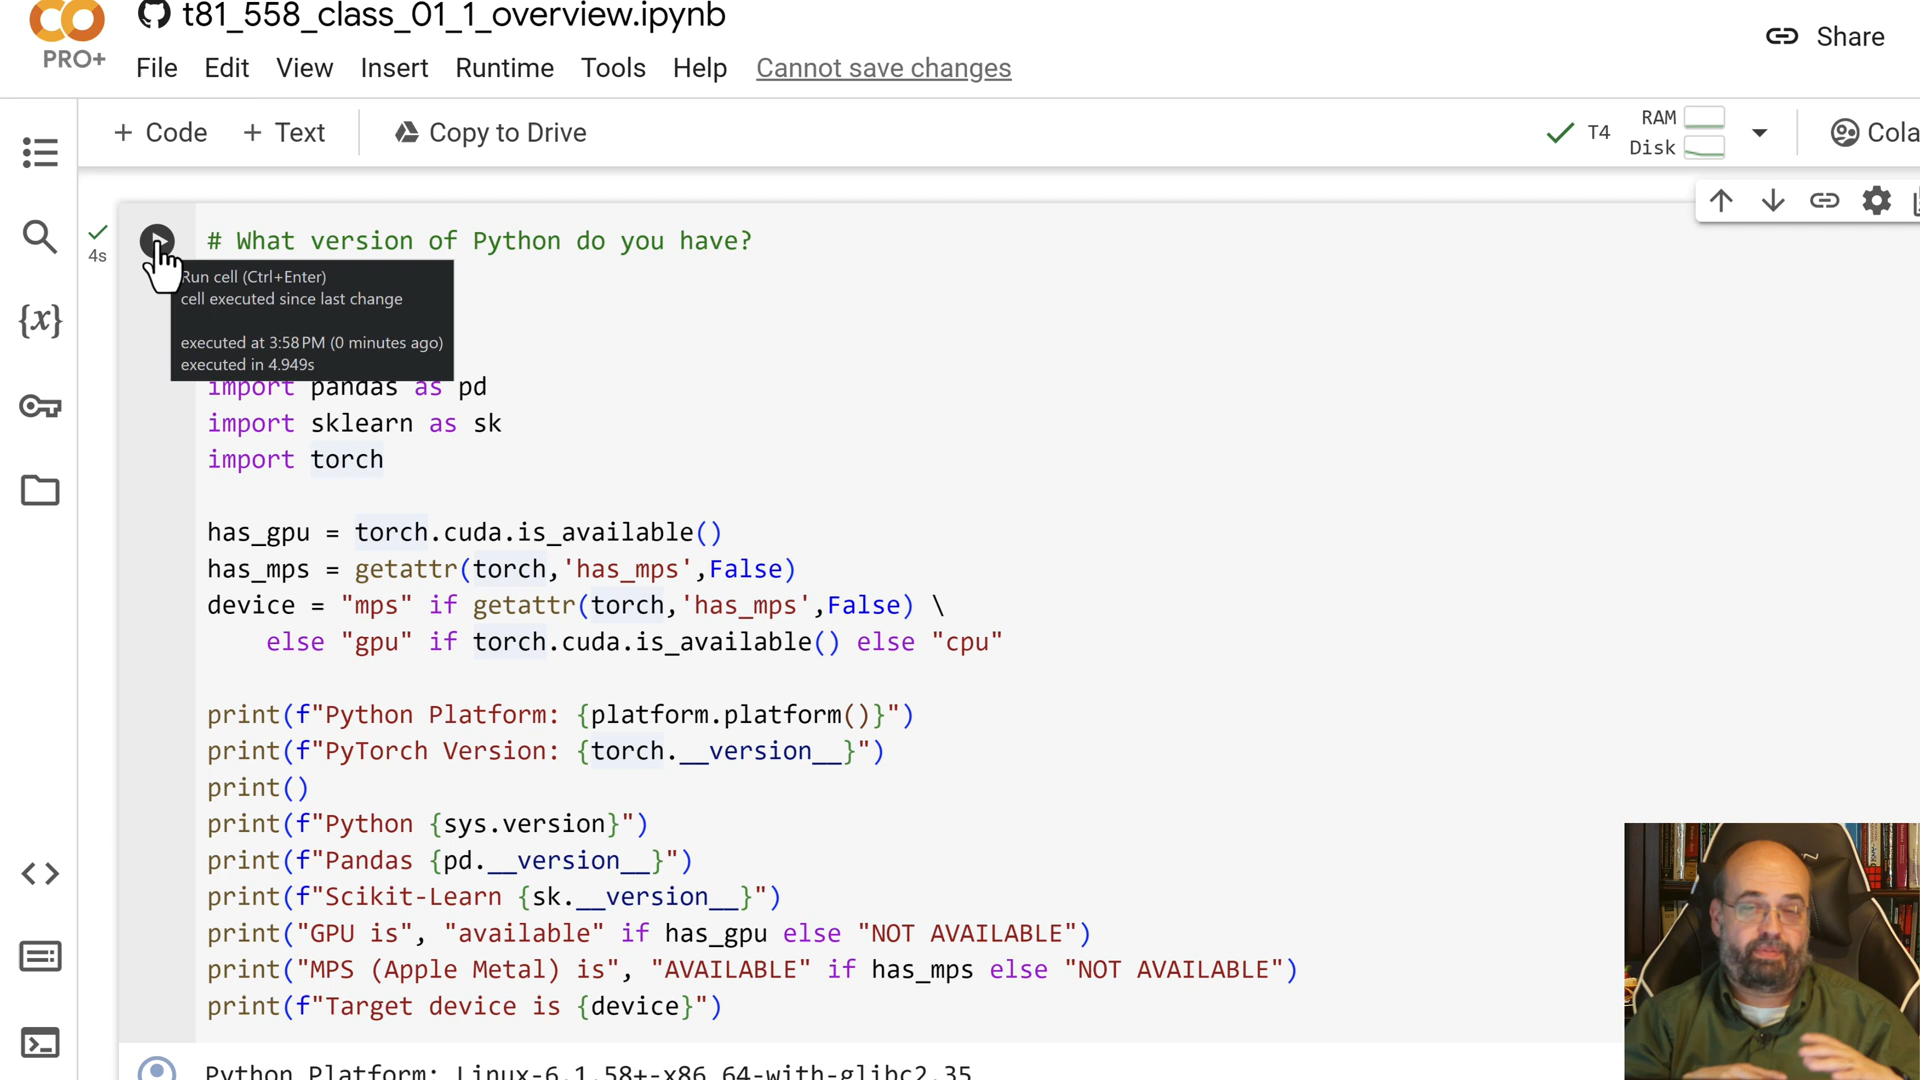 t81_558_class_01_1_overview.ipynb
PRO+
File Edit View Insert Runtime Tools Help Cannot save changes
Share
+ Code + Text Copy to Drive
T4
RAM
Disk
Cola
4s
# What version of Python do you have?
Run cell (Ctrl+Enter)
cell executed since last change
executed at 3:58 PM (0 minutes ago)
executed in 4.949s
import pandas as pd
import sklearn as sk
import torch
has_gpu = torch.cuda.is_available()
has_mps = getattr(torch,'has_mps',False)
device = "mps" if getattr(torch,'has_mps',False) \
else "gpu" if torch.cuda.is_available() else "cpu"
print(f"Python Platform: {platform.platform()}")
print(f"PyTorch Version: {torch.__version__}")
print()
print(f"Python {sys.version}")
print(f"Pandas {pd.__version__}")
print(f"Scikit-Learn {sk.__version__}")
print("GPU is", "available" if has_gpu else "NOT AVAILABLE")
print("MPS (Apple Metal) is", "AVAILABLE" if has_mps else "NOT AVAILABLE")
print(f"Target device is {device}")
Python Platform: Linux-6.1.58+-x86_64-with-glibc2.35